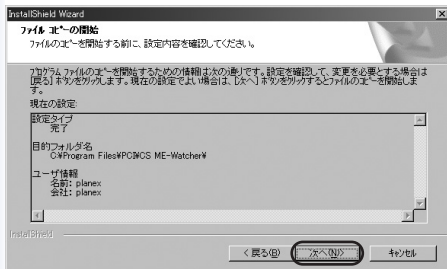 InstallShield Wizard
ファイル コピーの開始
ファイルのコピーを開始する前に、設定内容を確認してください。
プログラム ファイルのコピーを開始するための情報は次の通りです。設定を確認して、変更を必要とする場合は
[戻る] ボタンをクリックします。現在の設定でよい場合は、[次へ] ボタンをクリックするとファイルのコピーを開始しま
す。
現在の設定:
設定タイプ
完了
目的フォルダ名
C:¥Program Files¥PCI¥CS ME-Watcher¥
ユーザ情報
名前: planex
会社: planex
InstallShield
< 戻る(B)
次へ(N)>
キャンセル